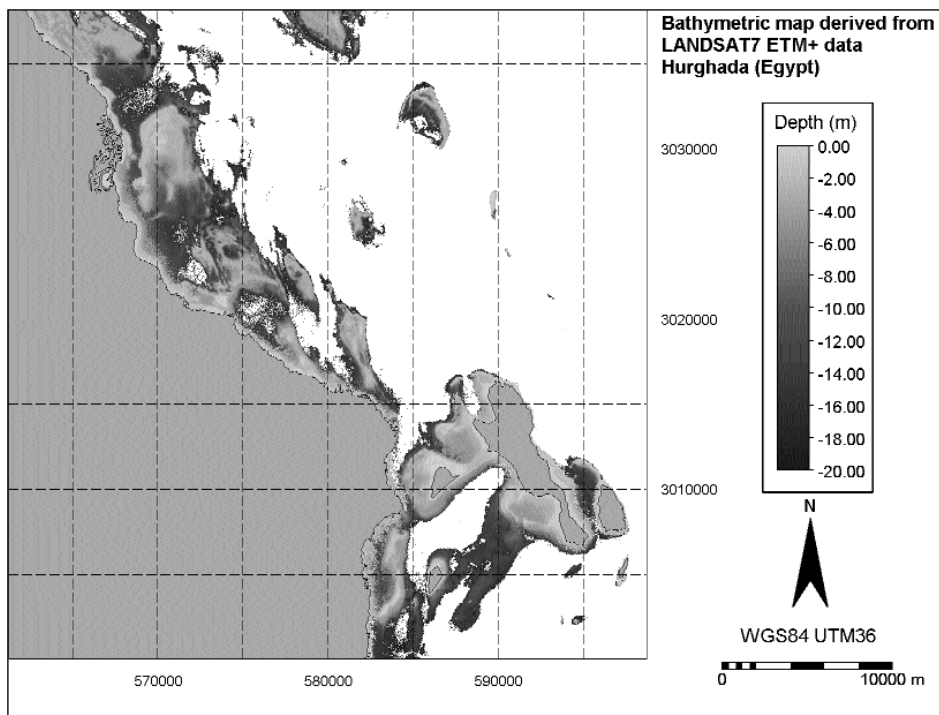 Bathymetric map derived from
LANDSAT7 ETM+ data
Hurghada (Egypt)
Depth (m)
0.00
-2.00
-4.00
-6.00
-8.00
-10.00
-12.00
-14.00
-16.00
-18.00
-20.00
3030000
3020000
3010000
N
WGS84 UTM36
0 10000 m
570000 580000 590000